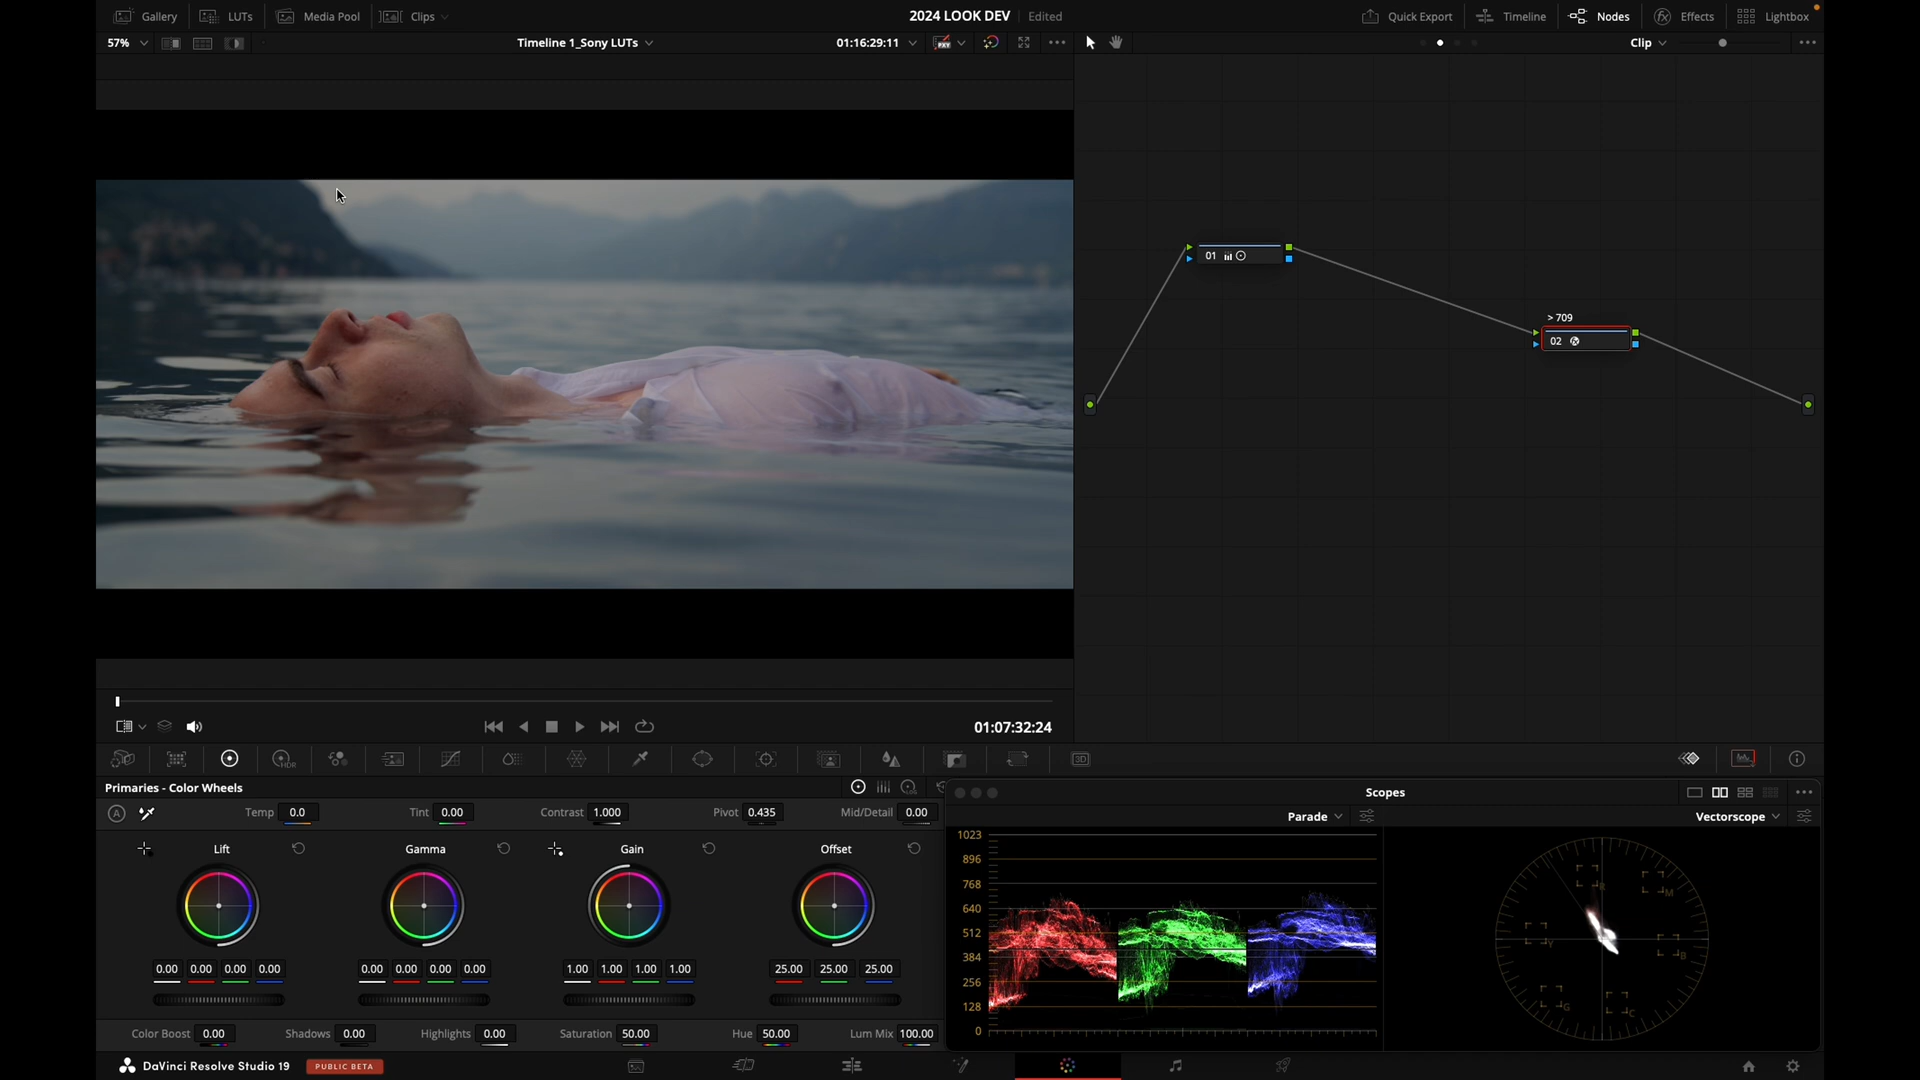 Gallery LUTs Media Pool Clips 2024 LOOK DEV Edited Quick Export Timeline Nodes Effects Lightbox
57% Timeline 1_Sony LUTs 01:16:29:11 Clip
01
> 709
02
01:07:32:24
HDR 3D
Primaries - Color Wheels
Scopes
A Temp 0.0 Tint 0.00 Contrast 1.000 Pivot 0.435 Mid/Detail 0.00
Parade Vectorscope
Lift Gamma Gain Offset
1023
896
768
640
512
384
256
128
0
R M
Y B
G C
0.00 0.00 0.00 0.00 0.00 0.00 0.00 0.00 1.00 1.00 1.00 1.00 25.00 25.00 25.00
Color Boost 0.00 Shadows 0.00 Highlights 0.00 Saturation 50.00 Hue 50.00 Lum Mix 100.00
DaVinci Resolve Studio 19 PUBLIC BETA